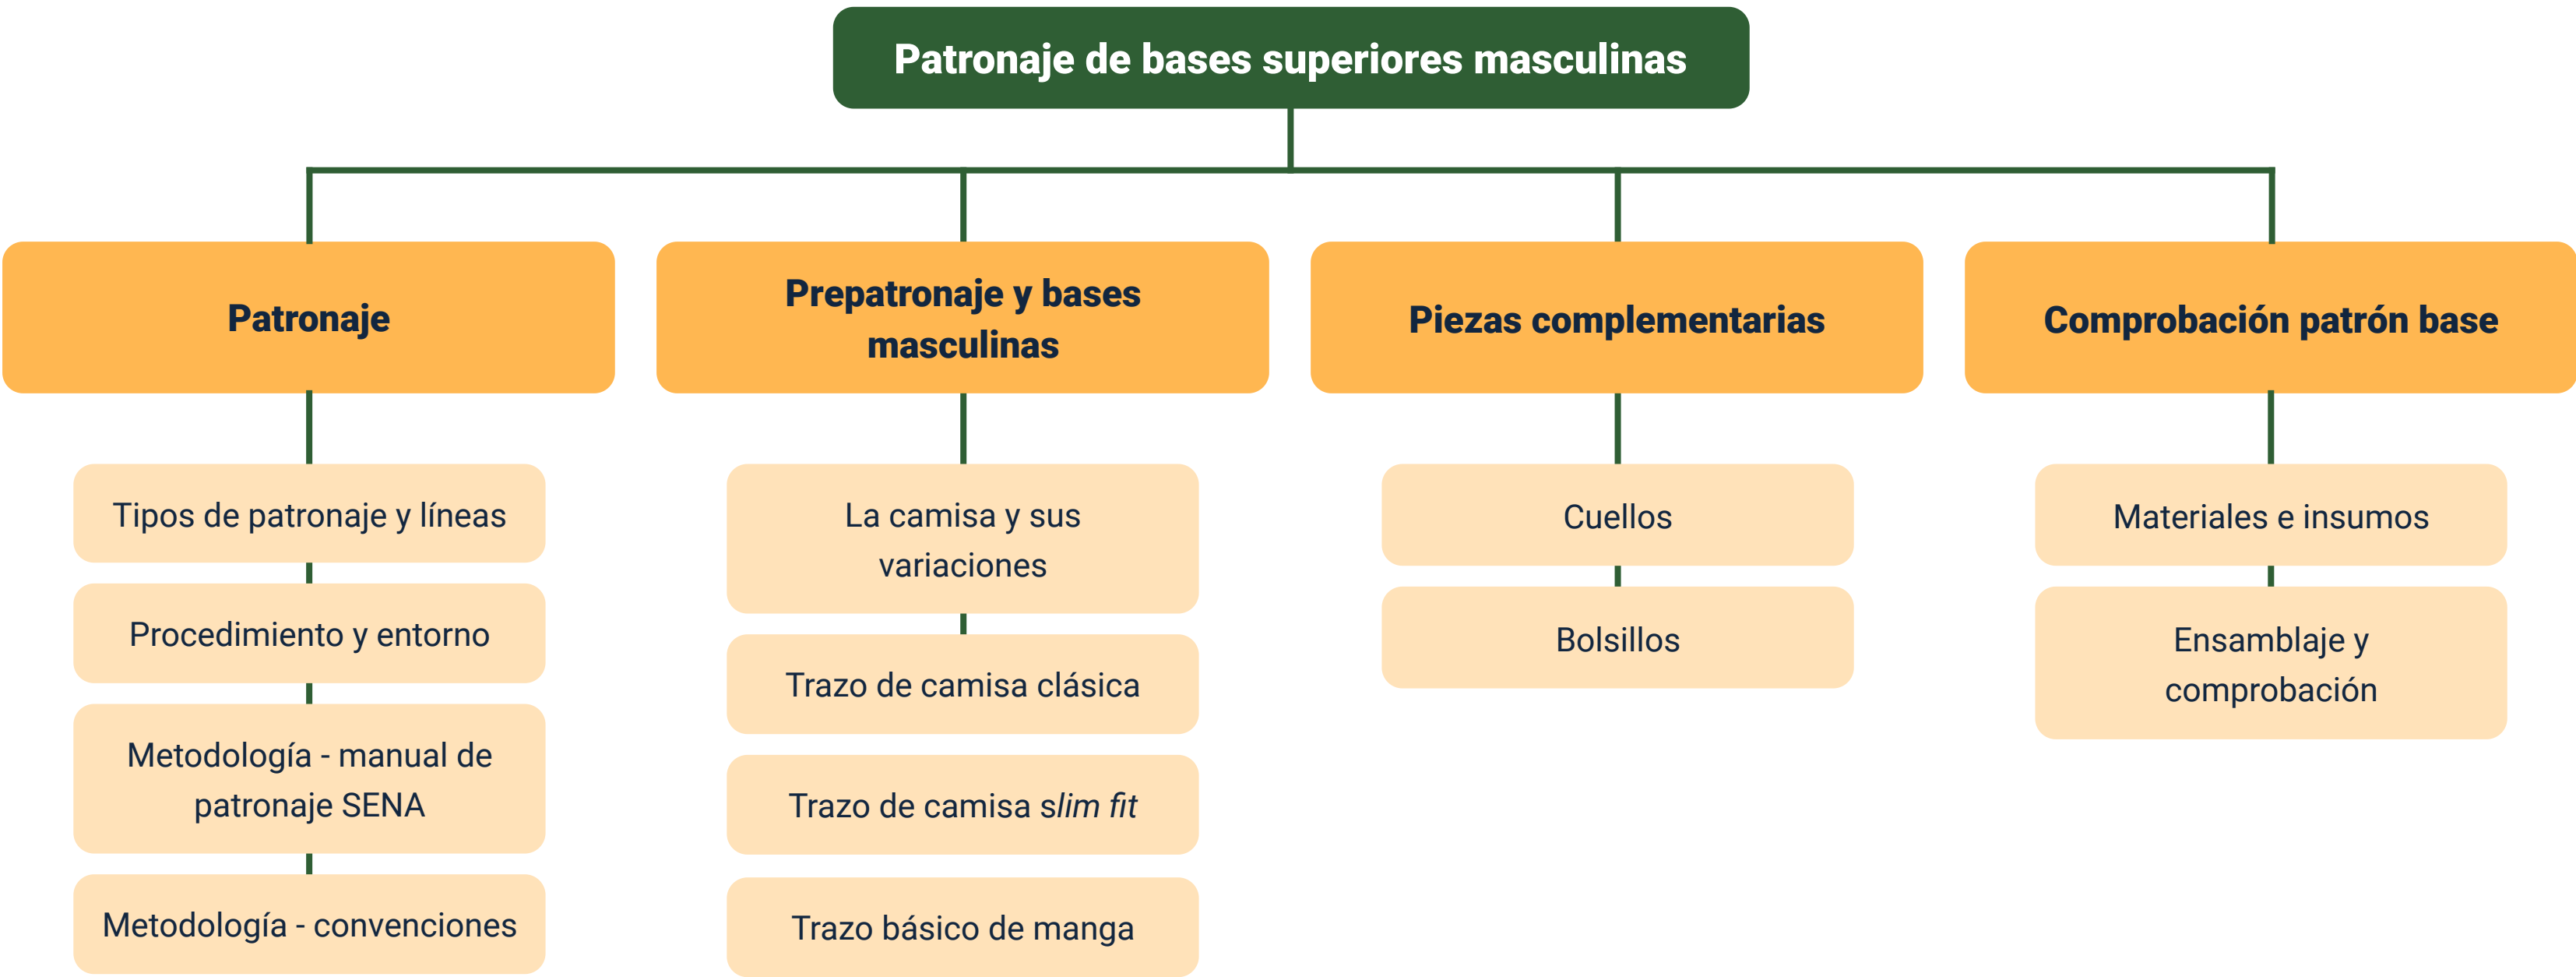 Patronaje de bases superiores masculinas
Patronaje
Tipos de patronaje y líneas
Procedimiento y entorno
Metodología - manual de
patronaje SENA
Metodología - convenciones
Prepatronaje y bases
masculinas
La camisa y sus
variaciones
Trazo de camisa clásica
Trazo de camisa slim fit
Trazo básico de manga
Piezas complementarias
Cuellos
Bolsillos
Comprobación patrón base
Materiales e insumos
Ensamblaje y
comprobación